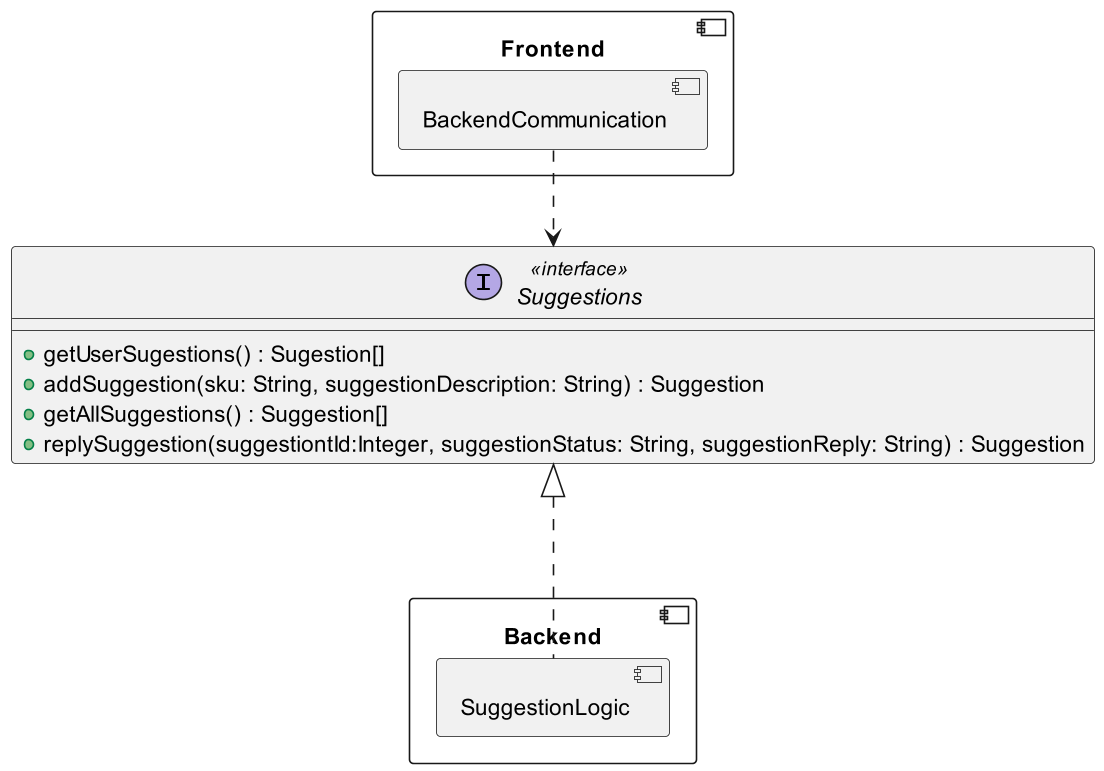 Frontend
BackendCommunication
«interface»
I
Suggestions
getUserSugestions() : Sugestion[]
addSuggestion(sku: String, suggestionDescription: String) : Suggestion
getAllSuggestions() : Suggestion[]
replySuggestion(suggestiontId:Integer, suggestionStatus: String, suggestionReply: String) : Suggestion
Backend
SuggestionLogic